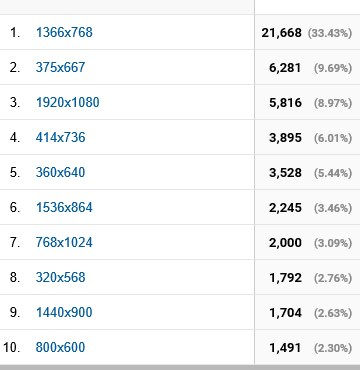 1. 1366x768 21,668 (33.43%)
2. 375x667 6,281 (9.69%)
3. 1920x1080 5,816 (8.97%)
4. 414x736 3,895 (6.01%)
5. 360x640 3,528 (5.44%)
6. 1536x864 2,245 (3.46%)
7. 768x1024 2,000 (3.09%)
8. 320x568 1,792 (2.76%)
9. 1440x900 1,704 (2.63%)
10. 800x600 1,491 (2.30%)